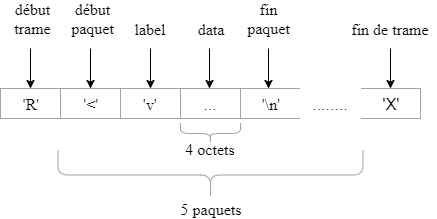 début trame
début paquet
label
data
fin paquet
fin de trame
'R' '<' 'v' ... '\n' ........ 'X'
4 octets
5 paquets